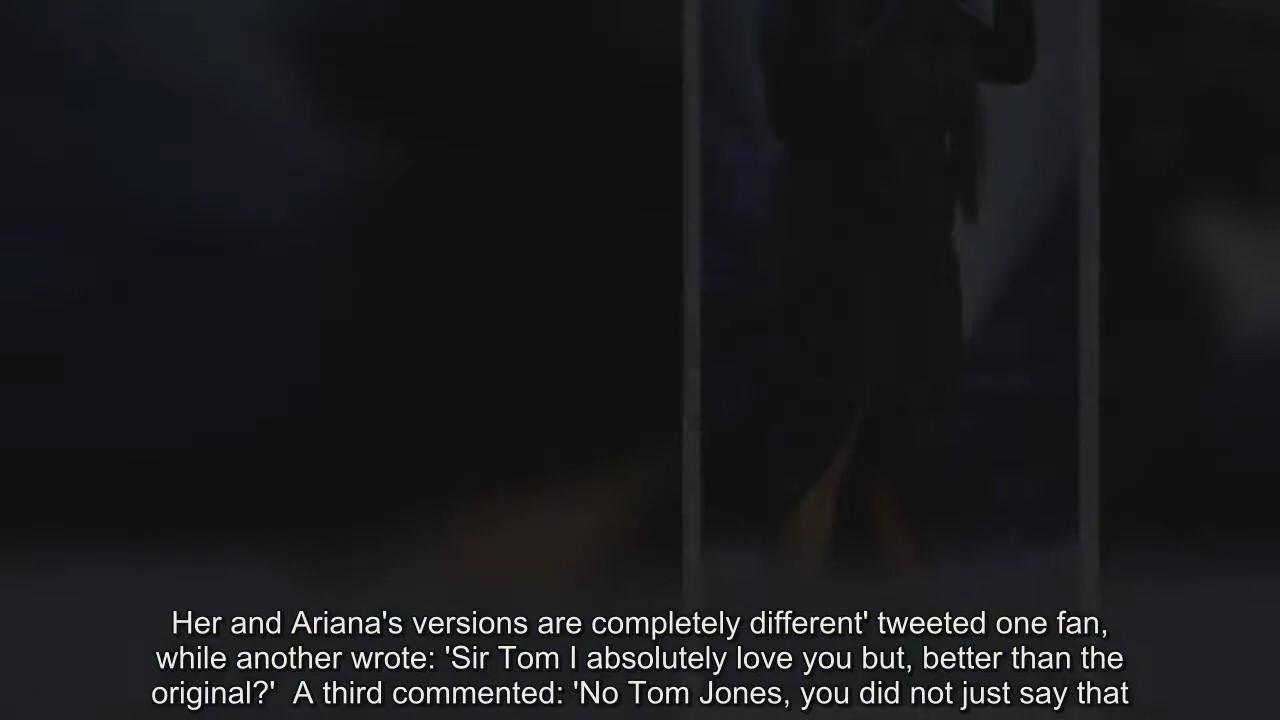 Her and Ariana's versions are completely different' tweeted one fan,
while another wrote: 'Sir Tom I absolutely love you but, better than the
original?'  A third commented: 'No Tom Jones, you did not just say that